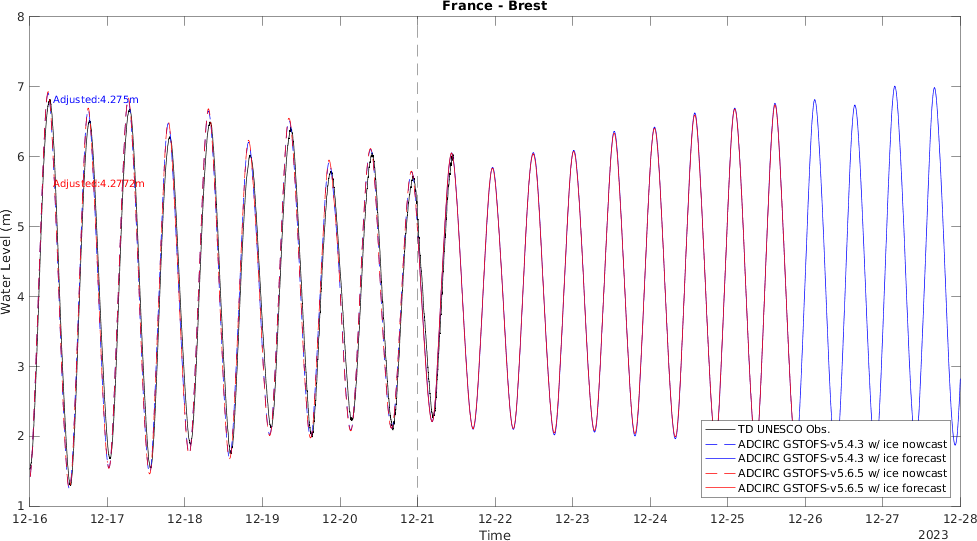 France - Brest
8
7
6
5
4
3
2
1
Water Level (m)
Adjusted:4.275m
Adjusted:4.2772m
TD UNESCO Obs.
ADCIRC GSTOFS-v5.4.3 w/ ice nowcast
ADCIRC GSTOFS-v5.4.3 w/ ice forecast
ADCIRC GSTOFS-v5.6.5 w/ ice nowcast
ADCIRC GSTOFS-v5.6.5 w/ ice forecast
12-16 12-17 12-18 12-19 12-20 12-21 12-22 12-23 12-24 12-25 12-26 12-27 12-28
Time
2023